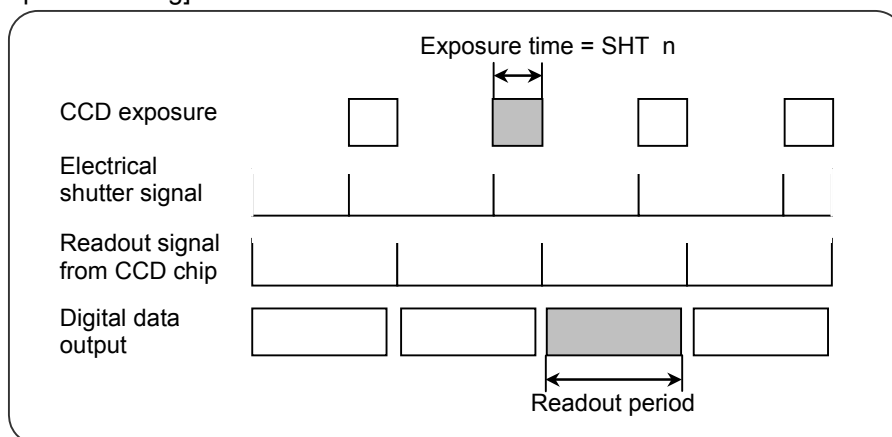 Exposure time = SHT n
CCD exposure
Electrical
shutter signal
Readout signal
from CCD chip
Digital data
output
Readout period